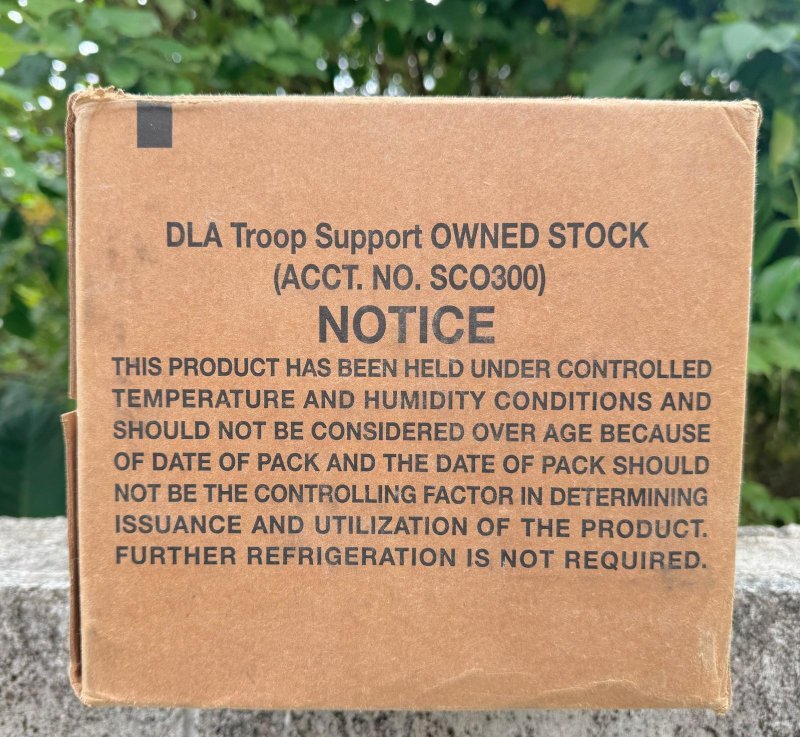 DLA Troop Support OWNED STOCK
(ACCT. NO. SCO300)
NOTICE
THIS PRODUCT HAS BEEN HELD UNDER CONTROLLED
TEMPERATURE AND HUMIDITY CONDITIONS AND
SHOULD NOT BE CONSIDERED OVER AGE BECAUSE
OF DATE OF PACK AND THE DATE OF PACK SHOULD
NOT BE THE CONTROLLING FACTOR IN DETERMINING
ISSUANCE AND UTILIZATION OF THE PRODUCT.
FURTHER REFRIGERATION IS NOT REQUIRED.